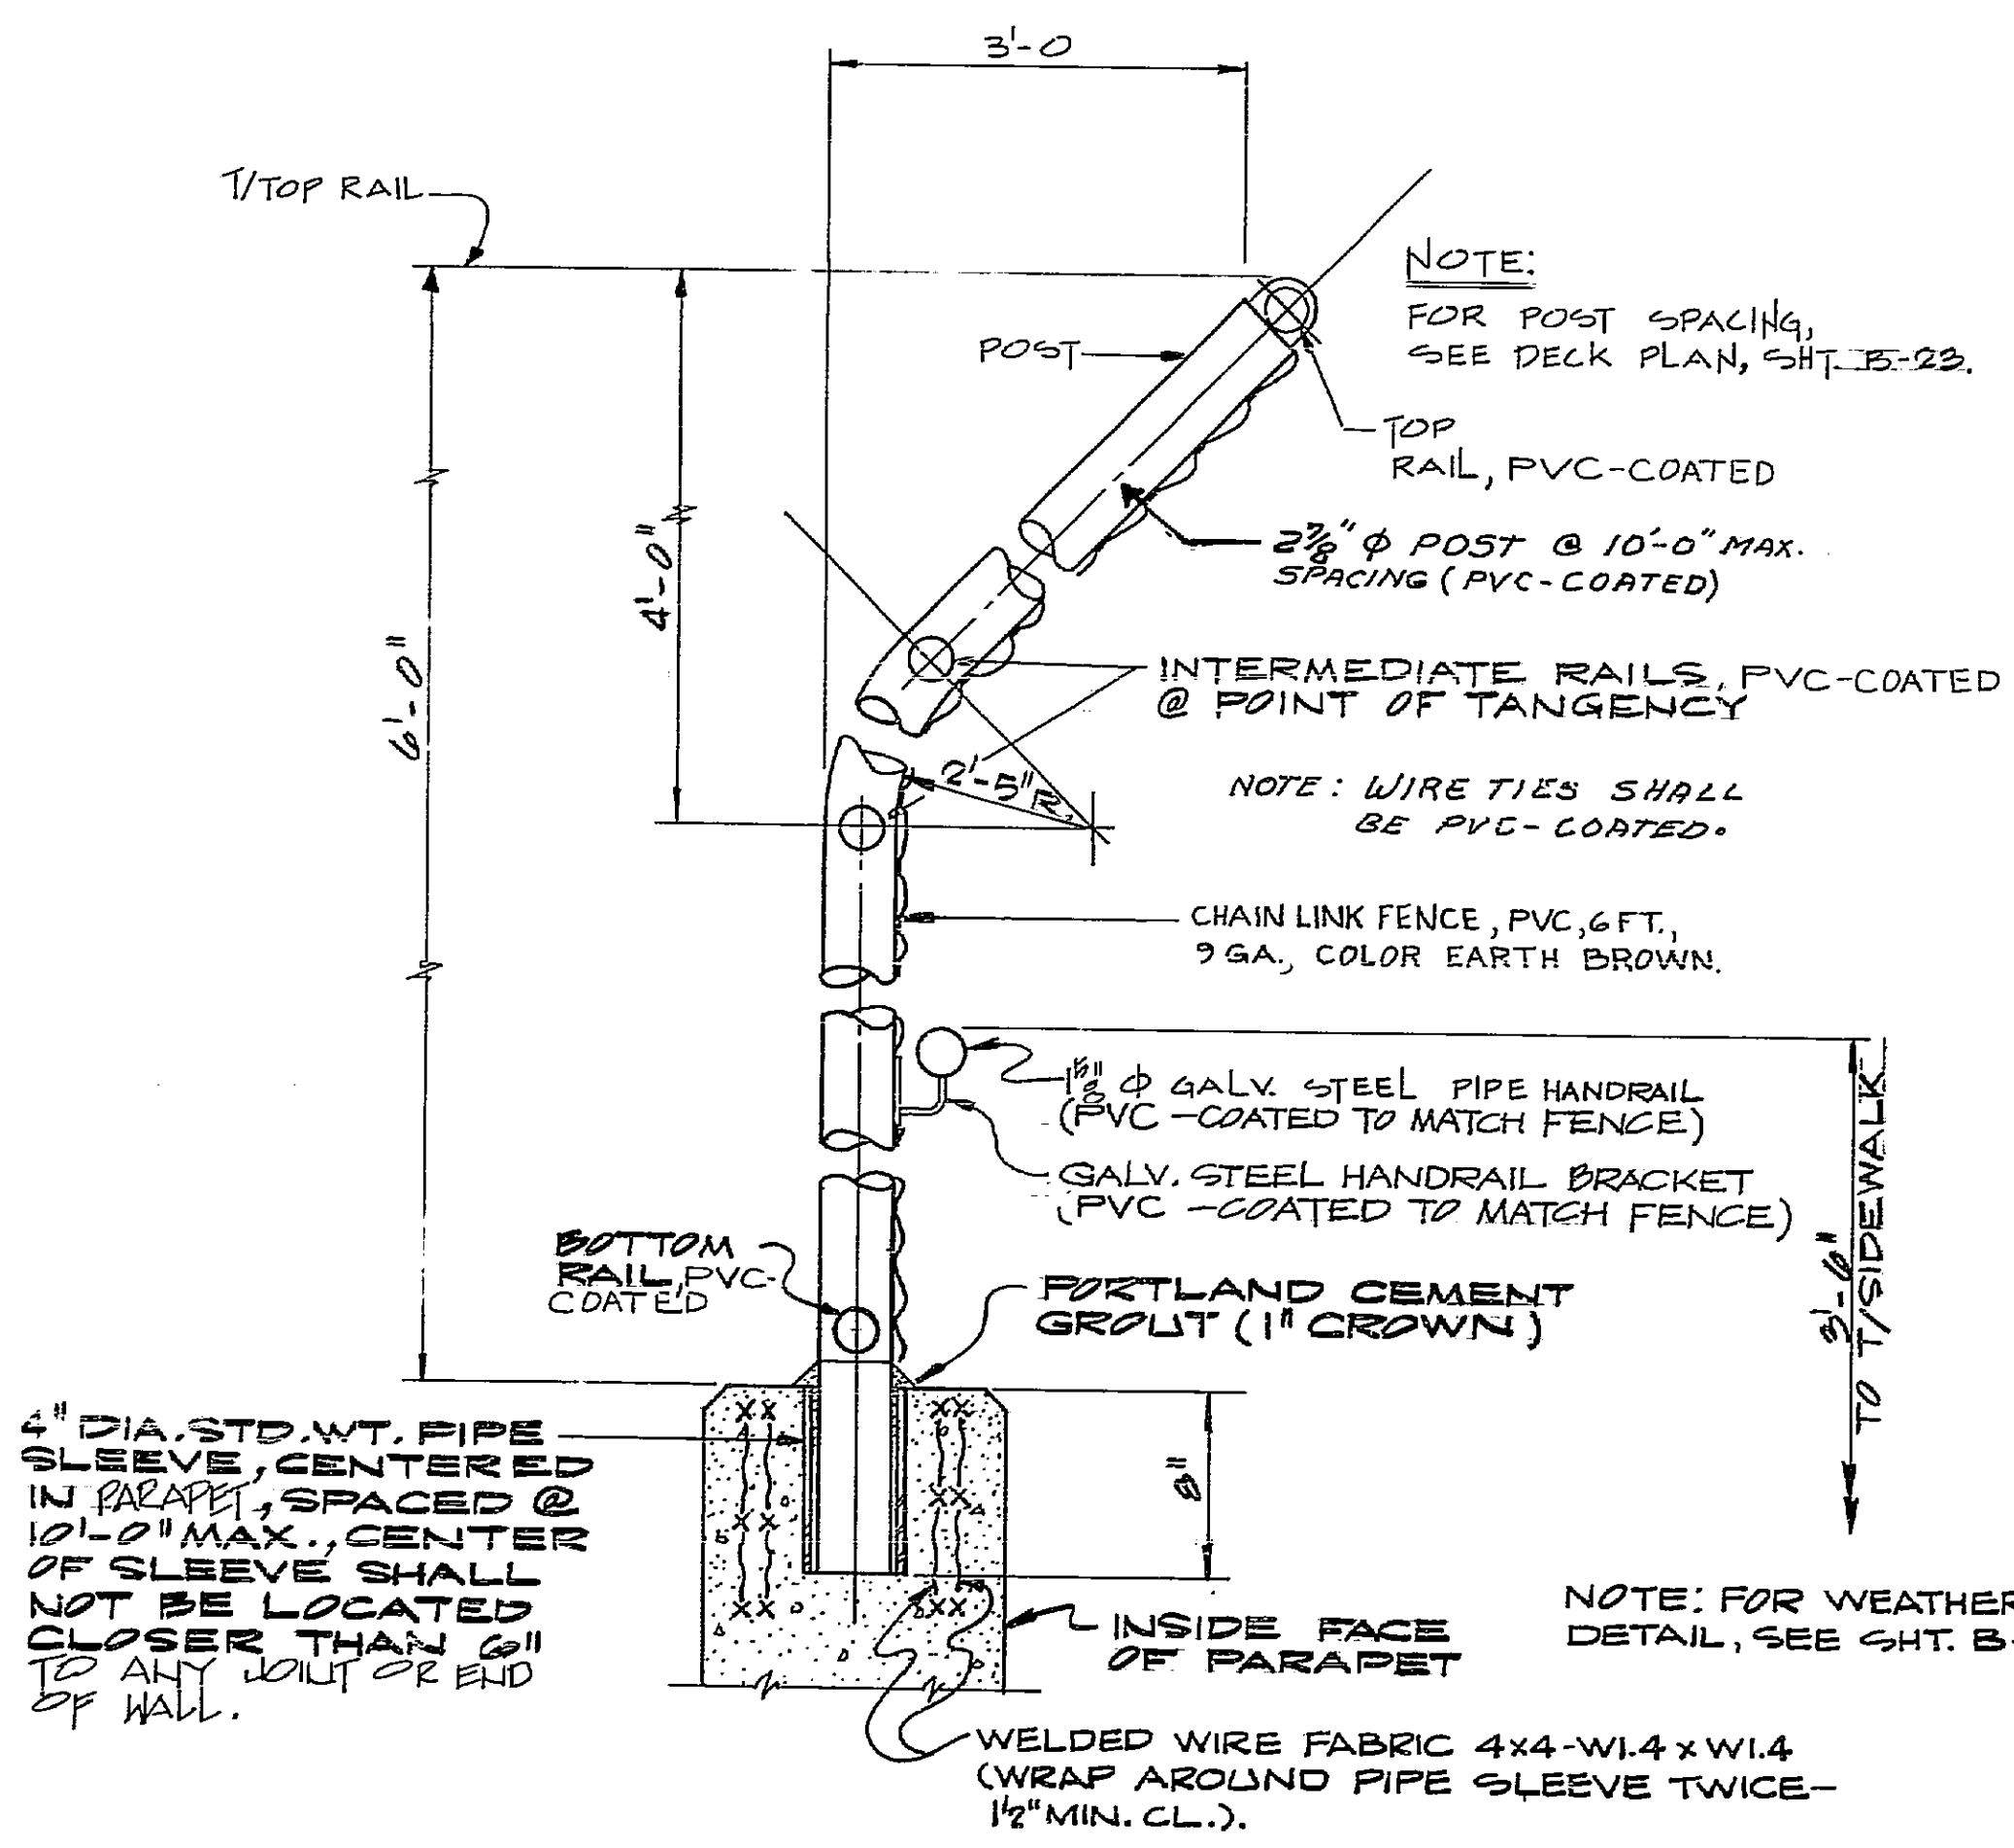 3'-0
T/TOP RAIL
NOTE:
FOR POST SPACING,
SEE DECK PLAN, SHT. B-23.
POST
TOP
RAIL, PVC-COATED
2⅞" Φ POST @ 10'-0" MAX.
SPACING (PVC-COATED)
4'-0"
6'-0"
INTERMEDIATE RAILS, PVC-COATED
@ POINT OF TANGENCY
2'-5" R.
NOTE: WIRE TIES SHALL
BE PVC-COATED.
CHAIN LINK FENCE, PVC, 6 FT.,
9 GA., COLOR EARTH BROWN.
1⅝" Φ GALV. STEEL PIPE HANDRAIL
(PVC-COATED TO MATCH FENCE)
GALV. STEEL HANDRAIL BRACKET
(PVC-COATED TO MATCH FENCE)
3'-6"
TO T/SIDEWALK
BOTTOM
RAIL, PVC-
COATED
PORTLAND CEMENT
GROUT (1" CROWN)
4" DIA. STD. WT. PIPE
SLEEVE, CENTERED
IN PARAPET, SPACED @
10'-0" MAX., CENTER
OF SLEEVE SHALL
NOT BE LOCATED
CLOSER THAN 6"
TO ANY JOINT OR END
OF WALL.
8"
INSIDE FACE
OF PARAPET
NOTE: FOR WEATHER
DETAIL, SEE SHT. B-
WELDED WIRE FABRIC 4x4-W1.4 x W1.4
(WRAP AROUND PIPE SLEEVE TWICE-
1½" MIN. CL.).